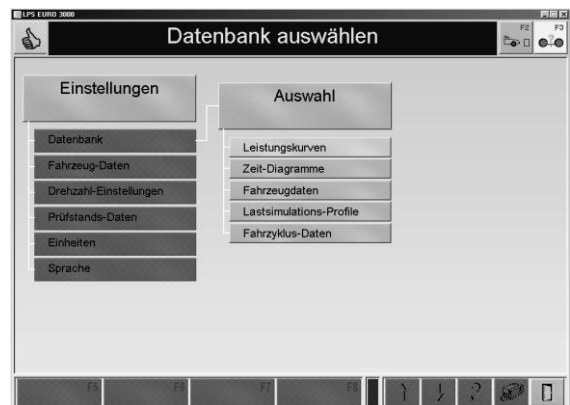 LPS EURO 3000
Datenbank auswählen
F2
F3
Einstellungen
Auswahl
Datenbank
Fahrzeug-Daten
Drehzahl-Einstellungen
Prüfstands-Daten
Einheiten
Sprache
Leistungskurven
Zeit-Diagramme
Fahrzeugdaten
Lastsimulations-Profile
Fahrzyklus-Daten
F5
F6
F7
F8